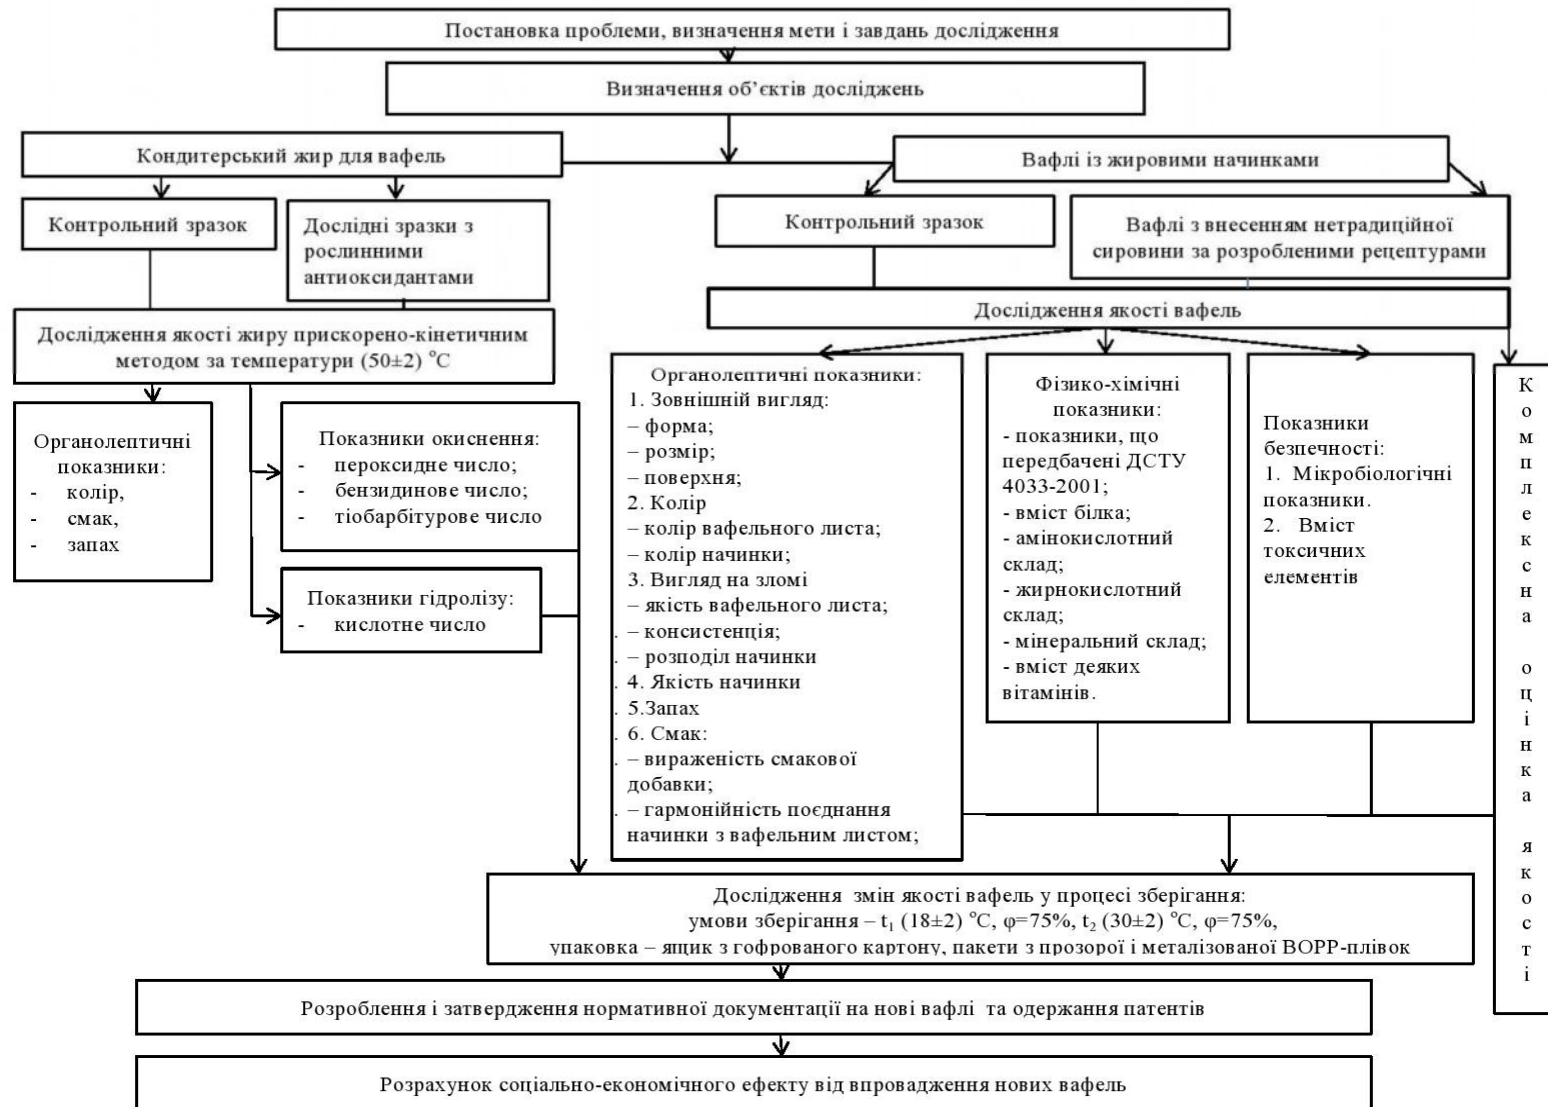 Постановка проблеми, визначення мети і завдань дослідження
Визначення об’єктів досліджень
Кондитерський жир для вафель
Вафлі із жировими начинками
Контрольний зразок
Дослідні зразки з
рослинними
антиоксидантами
Контрольний зразок
Вафлі з внесенням нетрадиційної
сировини за розробленими рецептурами
Дослідження якості жиру прискорено-кінетичним
методом за температури (50±2) °С
Дослідження якості вафель
Органолептичні
показники:
- колір,
- смак,
- запах
Показники окиснення:
- пероксидне число;
- бензидинове число;
- тіобарбітурове число
Показники гідролізу:
- кислотне число
Органолептичні показники:
1. Зовнішній вигляд:
– форма;
– розмір;
– поверхня;
2. Колір
– колір вафельного листа;
– колір начинки;
3. Вигляд на зломі
– якість вафельного листа;
. – консистенція;
. – розподіл начинки
. 4. Якість начинки
. 5.Запах
. 6. Смак:
. – вираженість смакової
добавки;
. – гармонійність поєднання
начинки з вафельним листом;
Фізико-хімічні
показники:
- показники, що
передбачені ДСТУ
4033-2001;
- вміст білка;
- амінокислотний
склад;
- жирнокислотний
склад;
- мінеральний склад;
- вміст деяких
вітамінів.
Показники
безпечності:
1. Мікробіологічні
показники.
2. Вміст
токсичних
елементів
Комплексна оцінка якості
Дослідження змін якості вафель у процесі зберігання:
умови зберігання – t₁ (18±2) °С, φ=75%, t₂ (30±2) °С, φ=75%,
упаковка – ящик з гофрованого картону, пакети з прозорої і металізованої ВОРР-плівок
Розроблення і затвердження нормативної документації на нові вафлі та одержання патентів
Розрахунок соціально-економічного ефекту від впровадження нових вафель